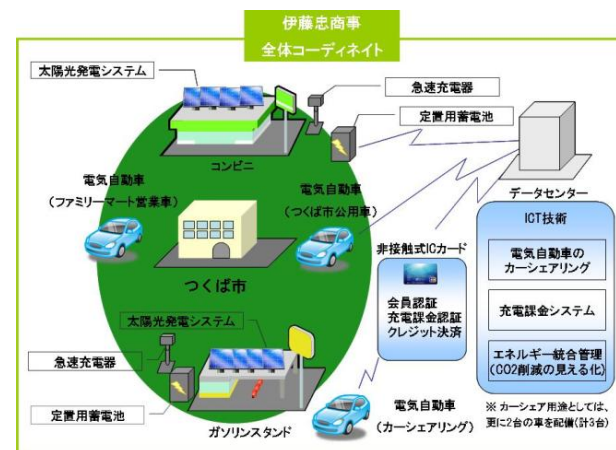 伊藤忠商事
全体コーディネイト
太陽光発電システム
急速充電器
定置用蓄電池
コンビニ
電気自動車
(ファミリーマート営業車)
電気自動車
(つくば市公用車)
データセンター
つくば市
非接触式ICカード
会員認証
充電課金認証
クレジット決済
ICT技術
電気自動車の
カーシェアリング
充電課金システム
エネルギー統合管理
(CO2削減の見える化)
太陽光発電システム
急速充電器
定置用蓄電池
ガソリンスタンド
電気自動車
(カーシェアリング)
※ カーシェア用途としては、
更に2台の車を配備(計3台)